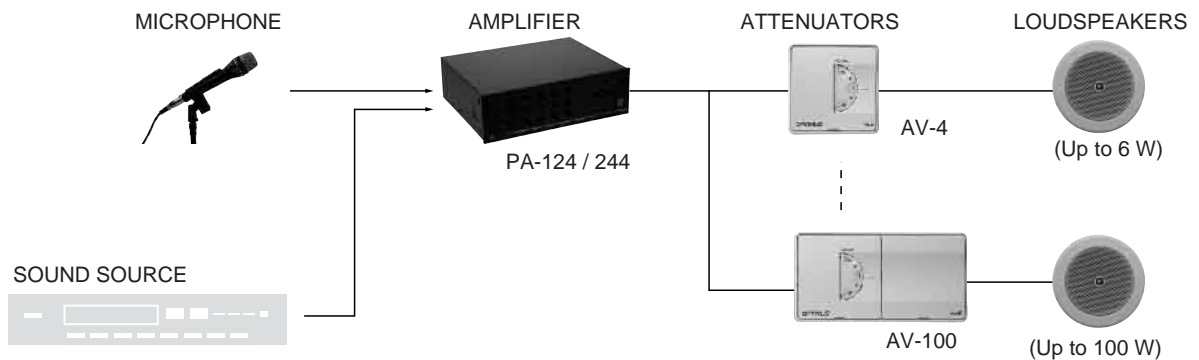 MICROPHONE
AMPLIFIER
ATTENUATORS
LOUDSPEAKERS
PA-124 / 244
AV-4
(Up to 6 W)
SOUND SOURCE
AV-100
(Up to 100 W)